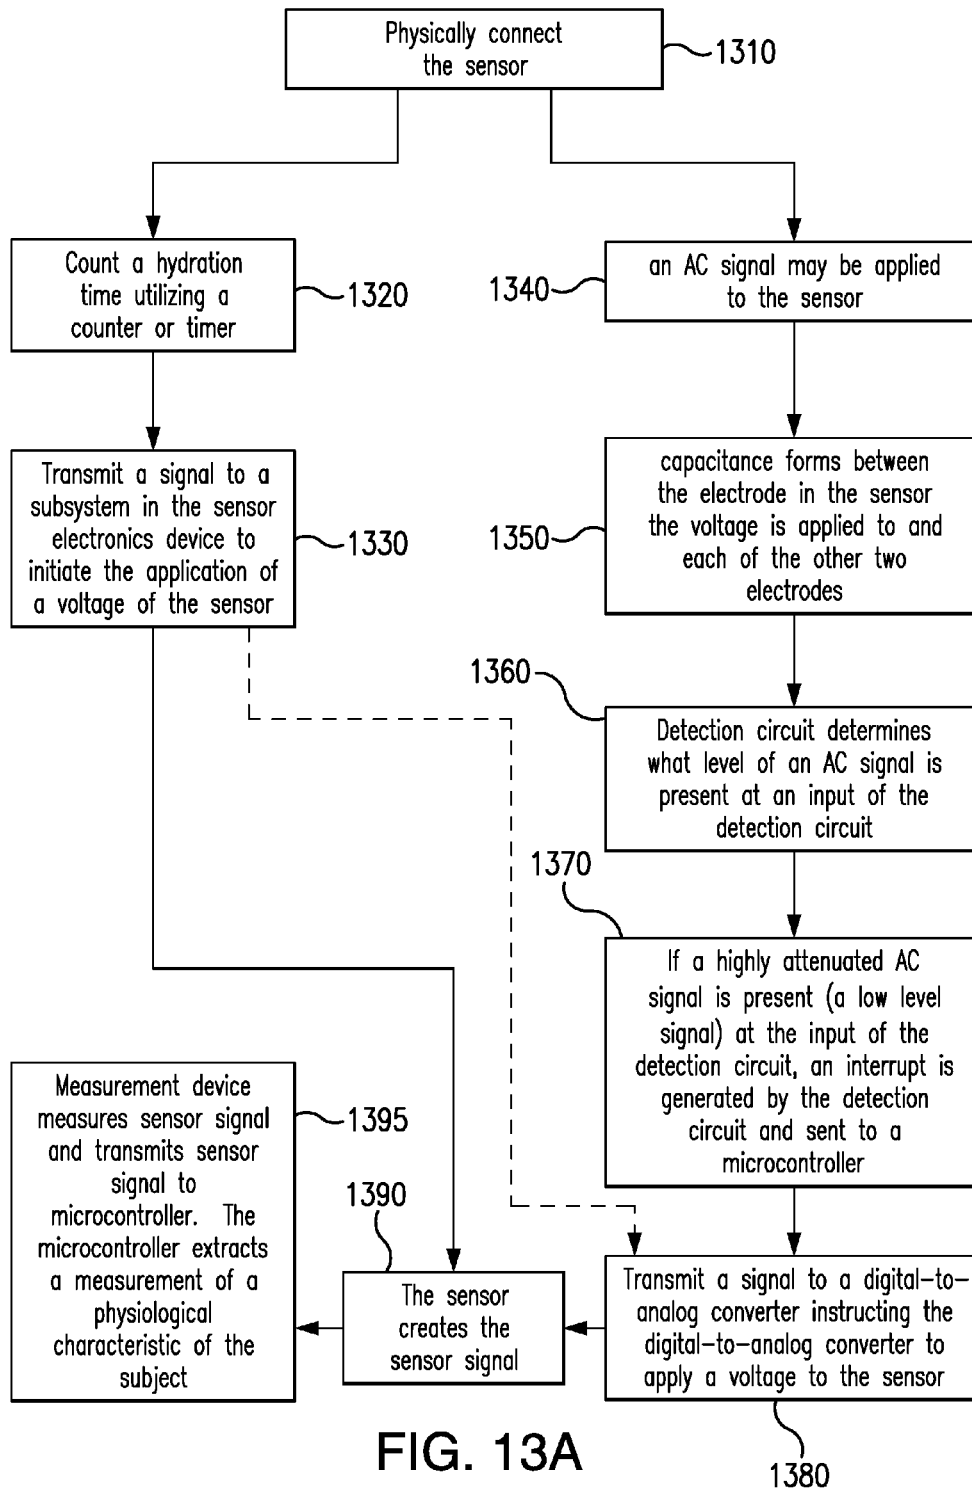 Physically connect
the sensor
1310
Count a hydration
time utilizing a
counter or timer
1320
Transmit a signal to a
subsystem in the sensor
electronics device to
initiate the application of
a voltage of the sensor
1330
an AC signal may be applied
to the sensor
1340
capacitance forms between
the electrode in the sensor
the voltage is applied to and
each of the other two
electrodes
1350
1360
Detection circuit determines
what level of an AC signal is
present at an input of the
detection circuit
1370
If a highly attenuated AC
signal is present (a low level
signal) at the input of the
detection circuit, an interrupt is
generated by the detection
circuit and sent to a
microcontroller
Transmit a signal to a digital-to-
analog converter instructing the
digital-to-analog converter to
apply a voltage to the sensor
1380
1390
The sensor
creates the
sensor signal
Measurement device
measures sensor signal
and transmits sensor
signal to
microcontroller. The
microcontroller extracts
a measurement of a
physiological
characteristic of the
subject
1395
FIG. 13A